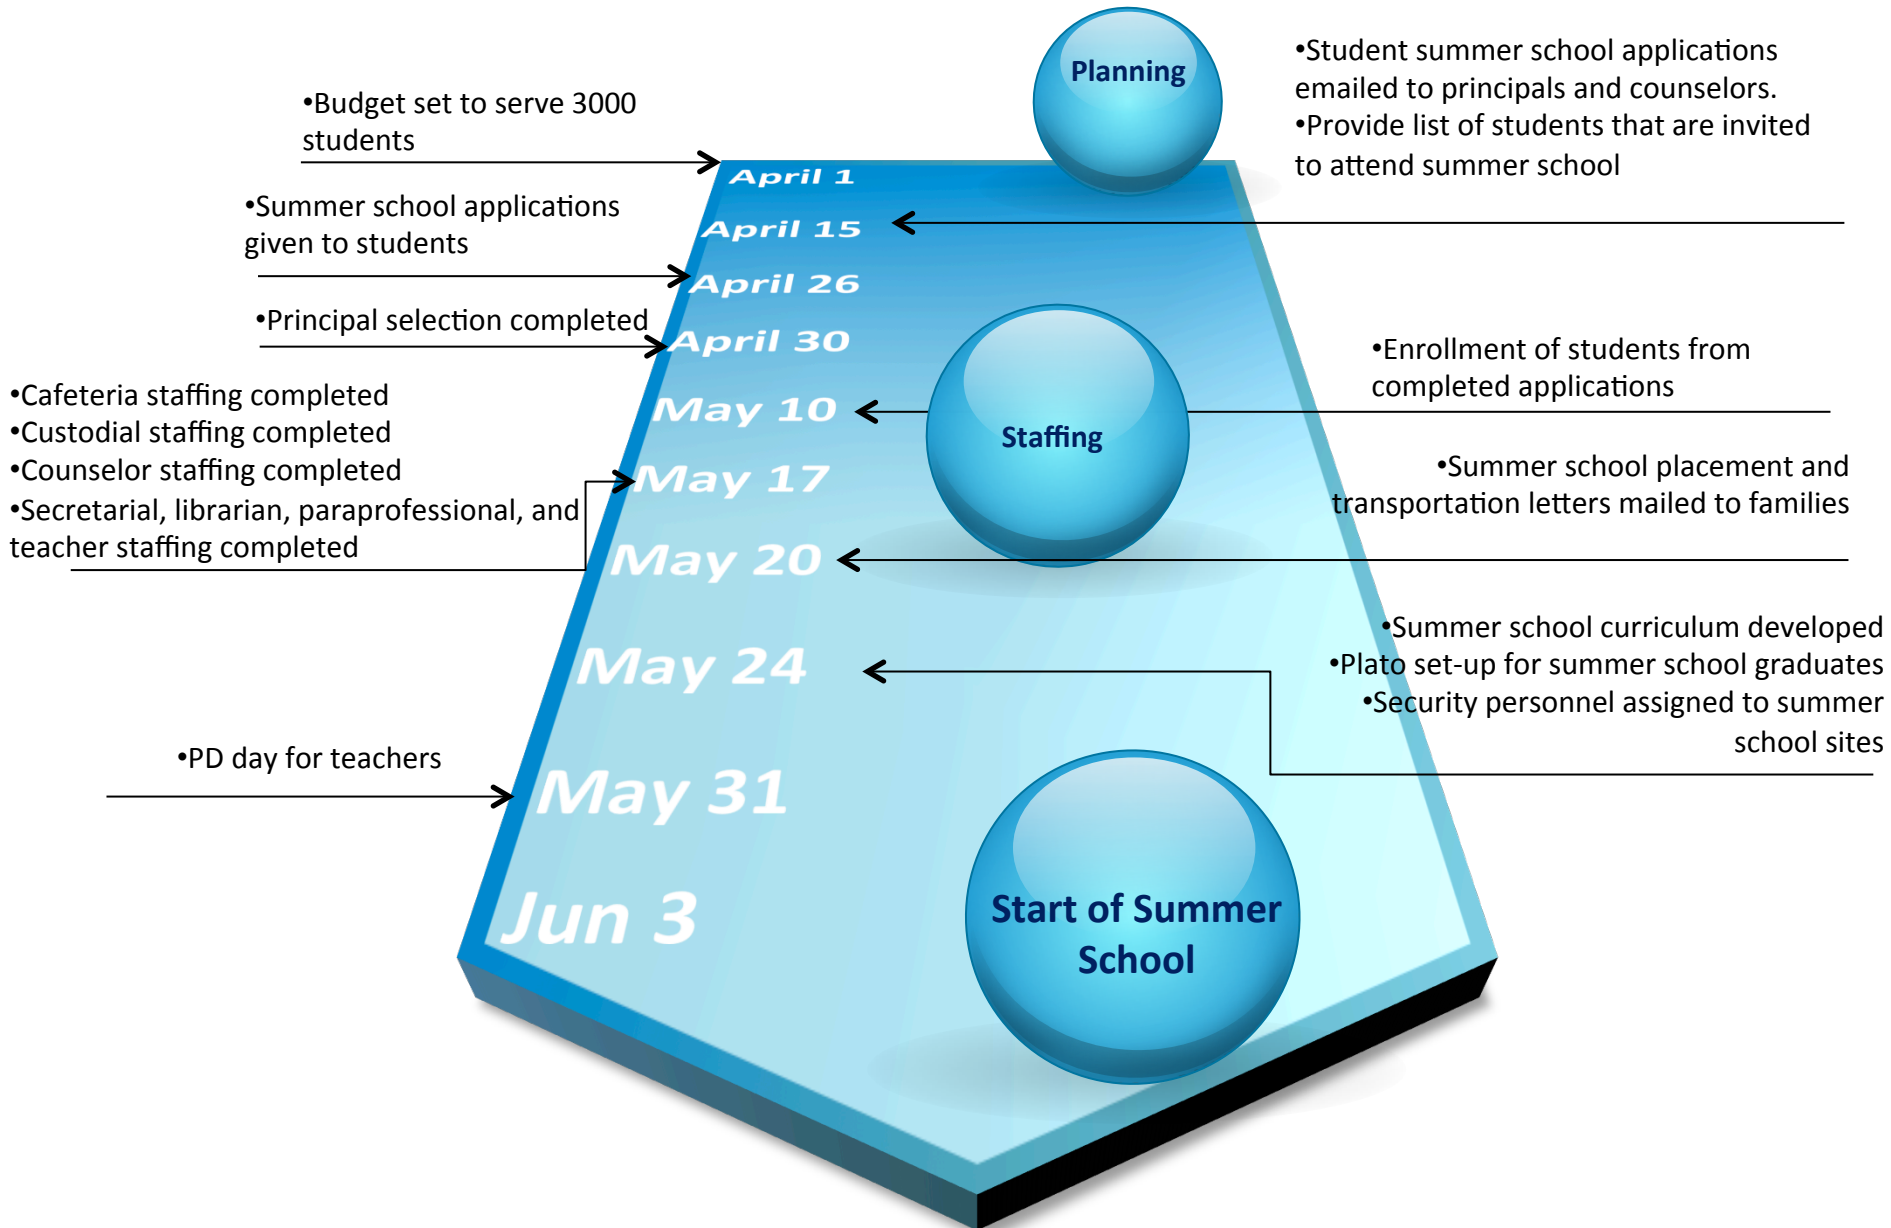 Planning
•Student summer school applications
emailed to principals and counselors.
•Provide list of students that are invited
to attend summer school
•Budget set to serve 3000
students
April 1
•Summer school applications
given to students
April 15
April 26
•Principal selection completed
April 30
•Enrollment of students from
completed applications
•Cafeteria staffing completed
•Custodial staffing completed
•Counselor staffing completed
•Secretarial, librarian, paraprofessional, and
teacher staffing completed
May 10
Staffing
May 17
•Summer school placement and
transportation letters mailed to families
May 20
•Summer school curriculum developed
•Plato set-up for summer school graduates
•Security personnel assigned to summer
school sites
May 24
•PD day for teachers
May 31
Jun 3
Start of Summer
School